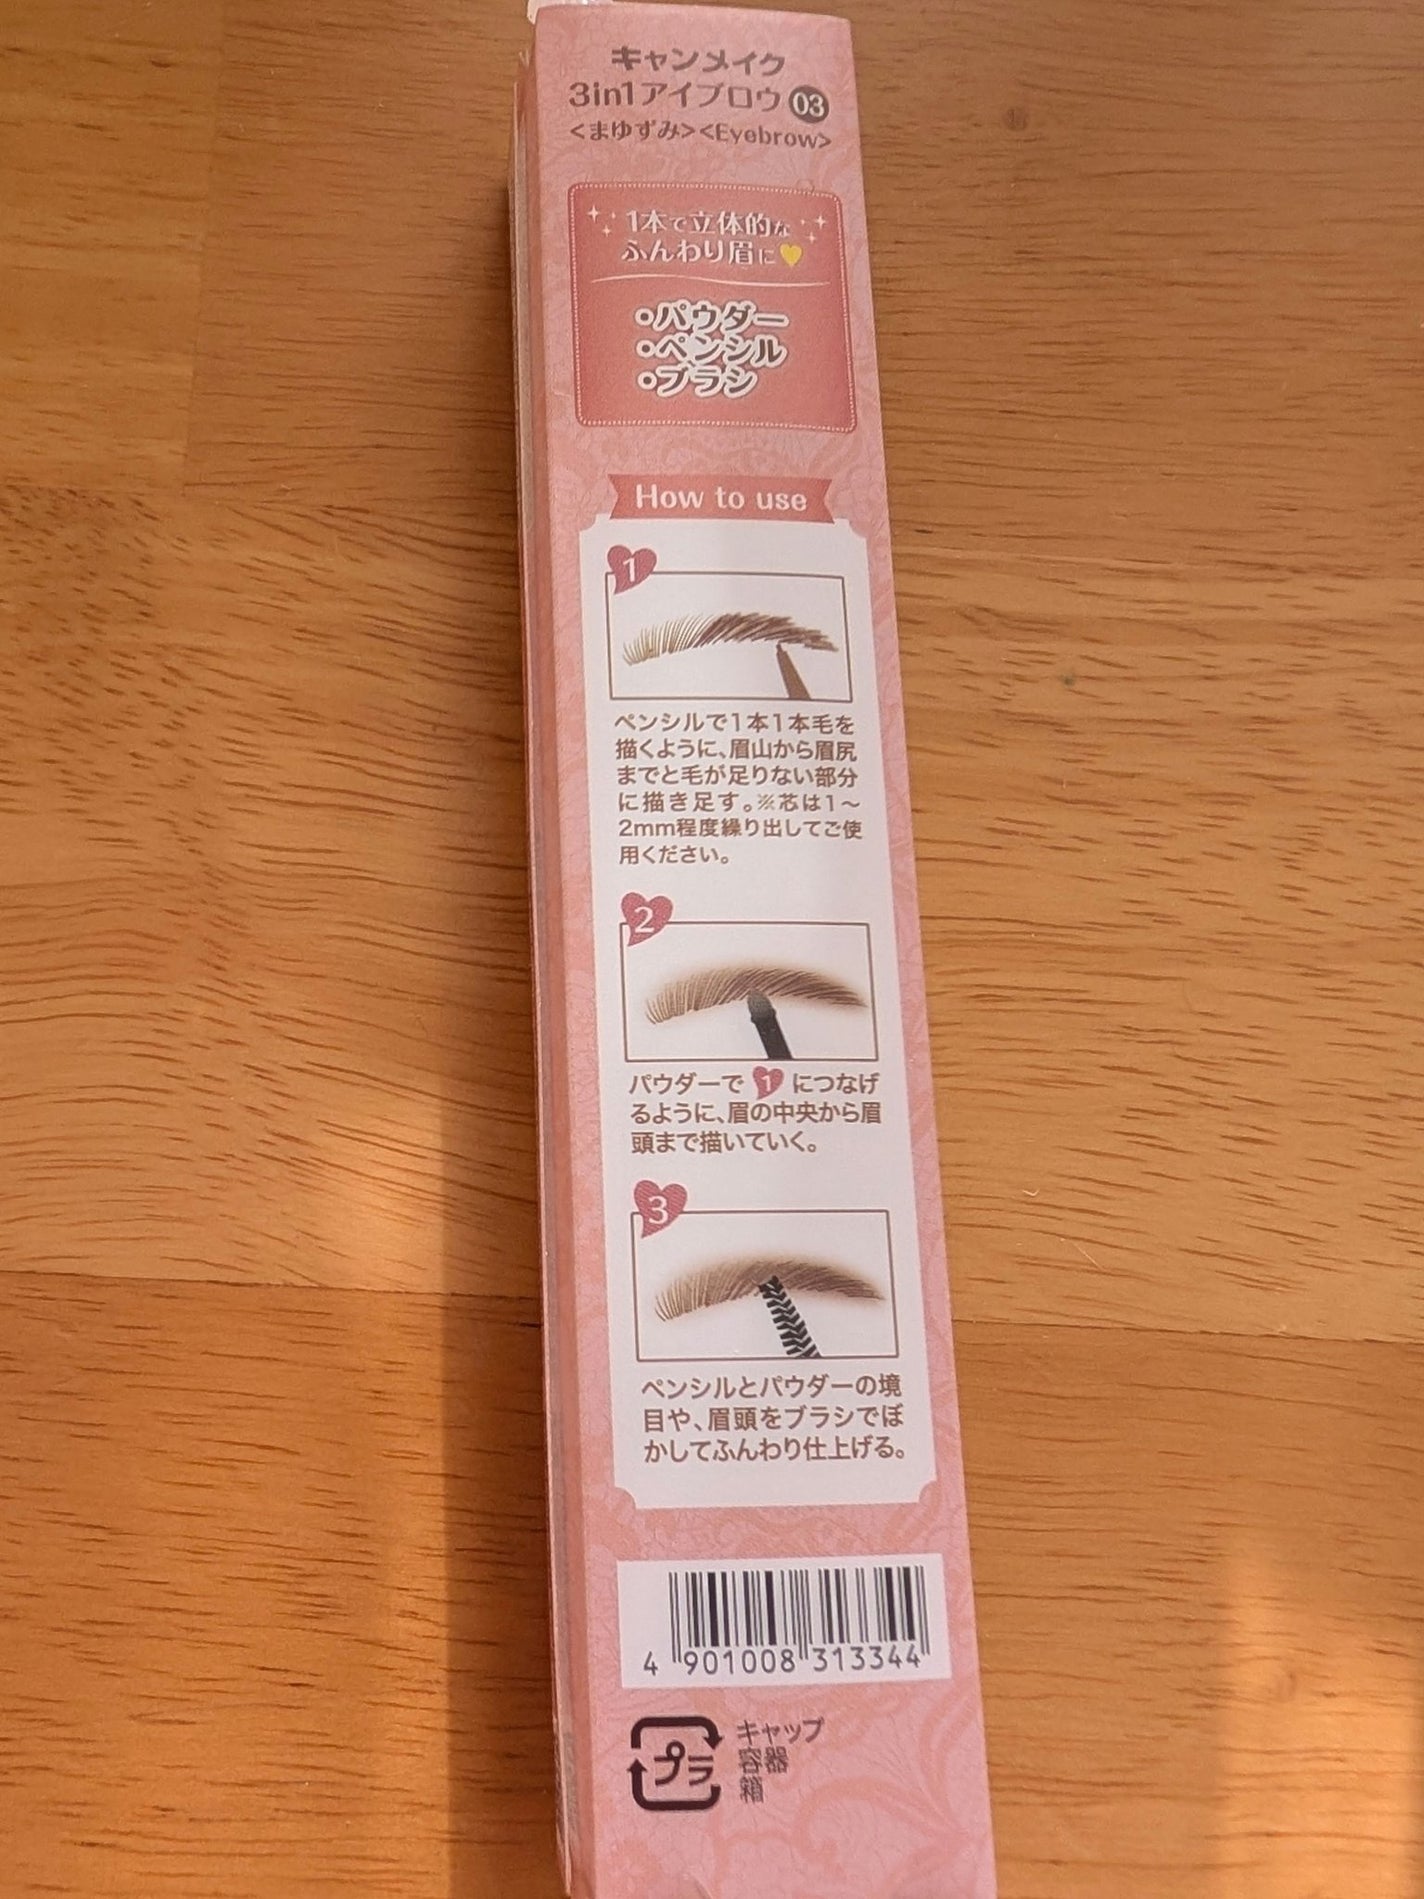 キャンメイク
3in1アイブロウ 03
<まゆずみ><Eyebrow>
1本で立体的な
ふんわり眉に
・パウダー
・ペンシル
・ブラシ
How to use
1
ペンシルで1本1本毛を
描くように、眉山から眉尻
までと毛が足りない部分
に描き足す。※芯は1～
2mm程度繰り出してご使
用ください。
2
パウダーで 1 につなげ
るように、眉の中央から眉
頭まで描いていく。
3
ペンシルとパウダーの境
目や、眉頭をブラシでぼ
かしてふんわり仕上げる。
4 901008 313344
プラ
キャップ
容器
箱